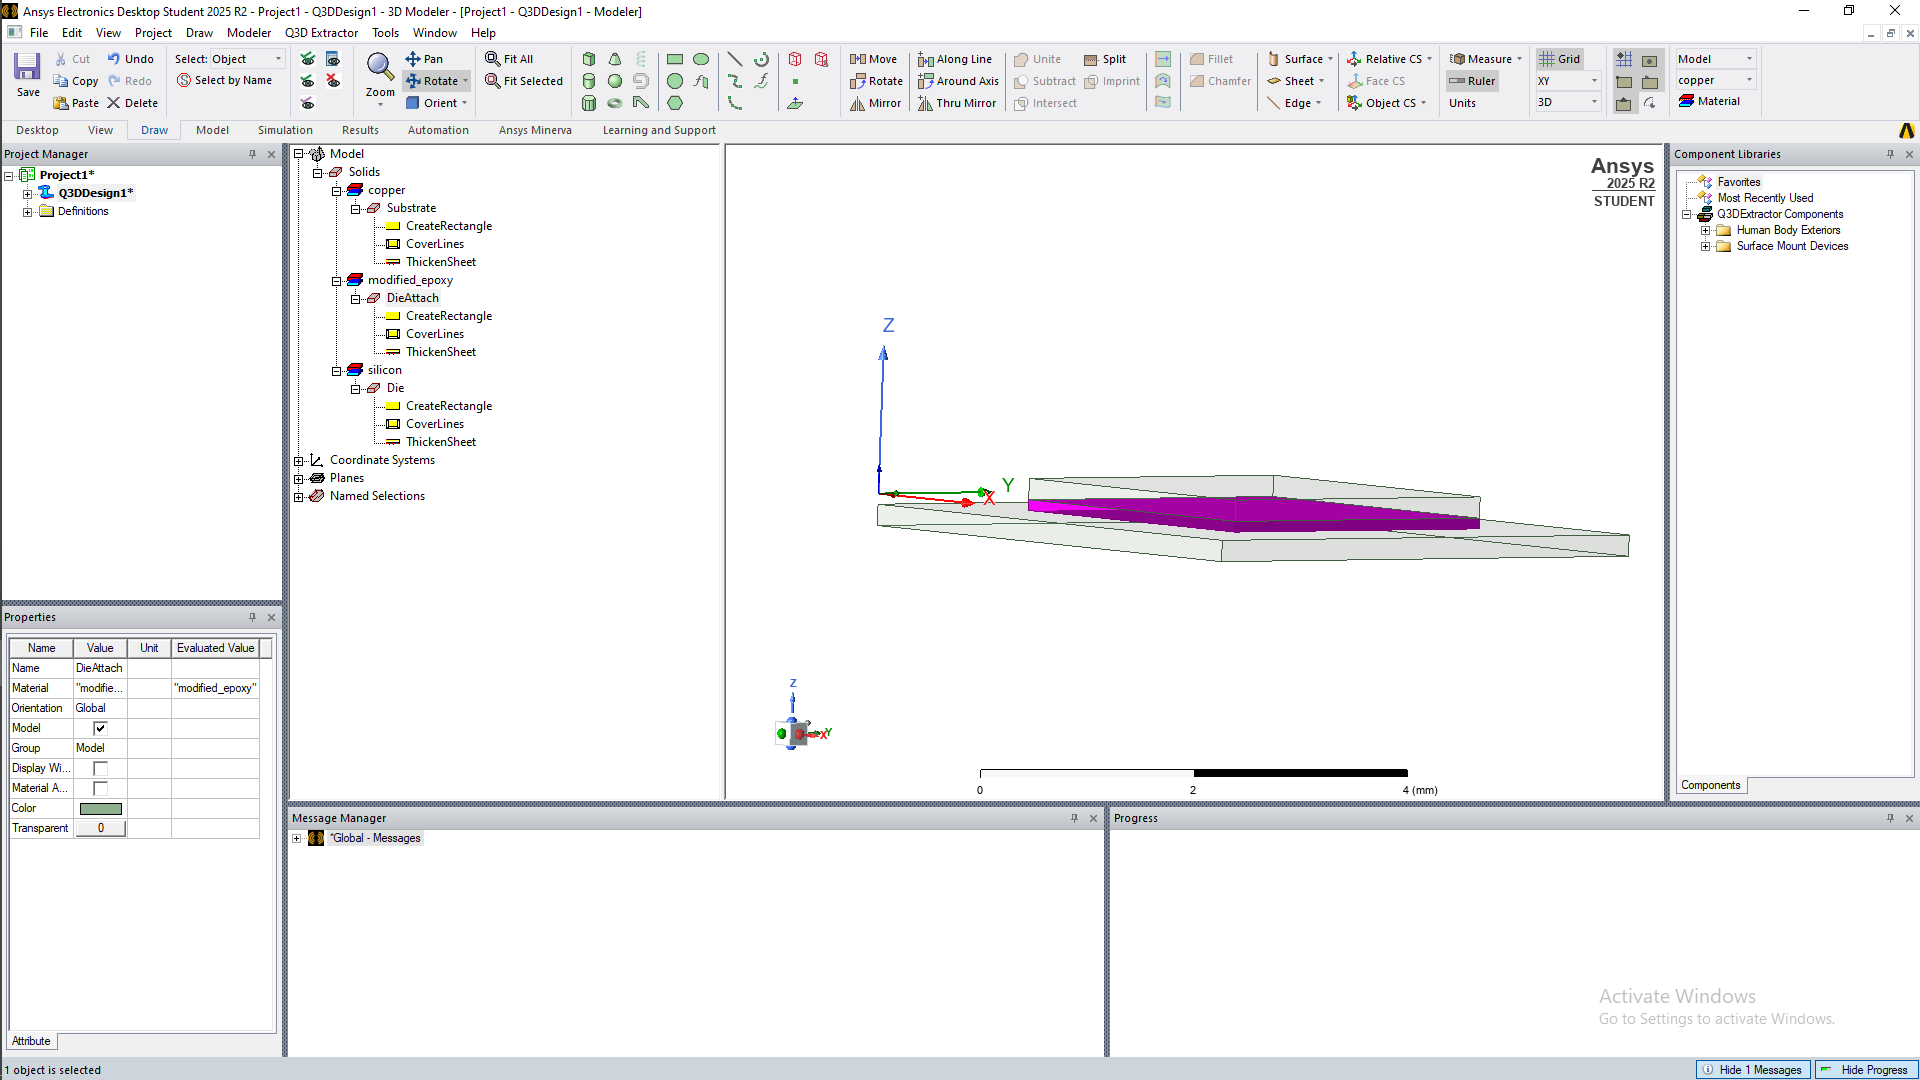 Ansys Electronics Desktop Student 2025 R2 - Project1 - Q3DDesign1 - 3D Modeler - [Project1 - Q3DDesign1 - Modeler]
File Edit View Project Draw Modeler Q3D Extractor Tools Window Help
Save
Cut Undo
Copy Redo
Paste Delete
Select: Object
Select by Name
Zoom
Pan
Rotate
Orient
Fit All
Fit Selected
Move Along Line
Rotate Around Axis
Mirror Thru Mirror
Unite Split
Subtract Imprint
Intersect
Fillet
Chamfer
Surface
Sheet
Edge
Relative CS
Face CS
Object CS
Measure
Ruler
Units
Grid
XY
3D
Model
copper
Material
Desktop View Draw Model Simulation Results Automation Ansys Minerva Learning and Support
Project Manager
Project1*
Q3DDesign1*
Definitions
Model
Solids
copper
Substrate
CreateRectangle
CoverLines
ThickenSheet
modified_epoxy
DieAttach
CreateRectangle
CoverLines
ThickenSheet
silicon
Die
CreateRectangle
CoverLines
ThickenSheet
Coordinate Systems
Planes
Named Selections
Ansys
2025 R2
STUDENT
Z
Y
X
Z
Y
X
0 2 4 (mm)
Component Libraries
Favorites
Most Recently Used
Q3DExtractor Components
Human Body Exteriors
Surface Mount Devices
Components
Properties
Name Value Unit Evaluated Value
Name DieAttach
Material "modifie... "modified_epoxy"
Orientation Global
Model
Group Model
Display Wi...
Material A...
Color
Transparent 0
Attribute
Message Manager
*Global - Messages
Progress
Activate Windows
Go to Settings to activate Windows.
1 object is selected
Hide 1 Messages Hide Progress